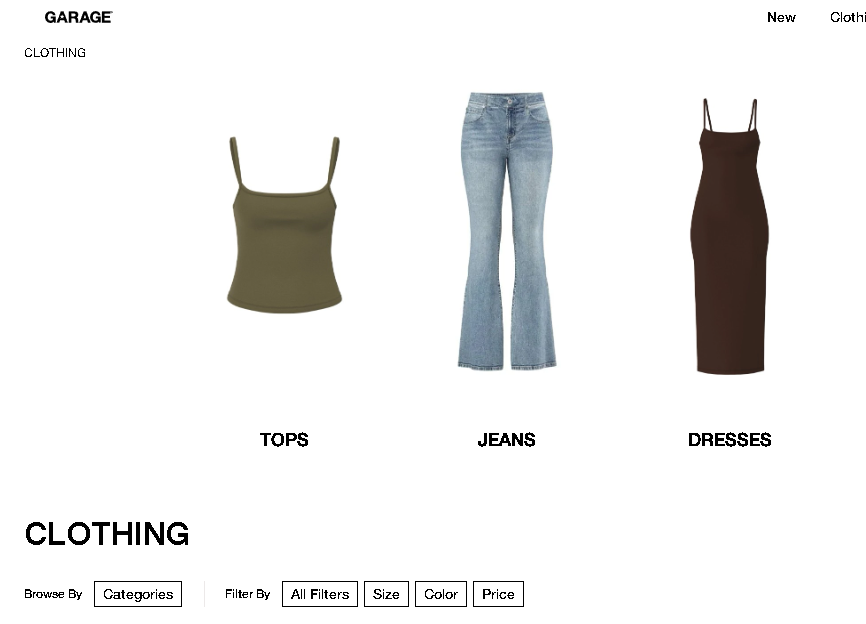 GARAGE
New Clothi
CLOTHING
TOPS JEANS DRESSES
CLOTHING
Browse By Categories Filter By All Filters Size Color Price